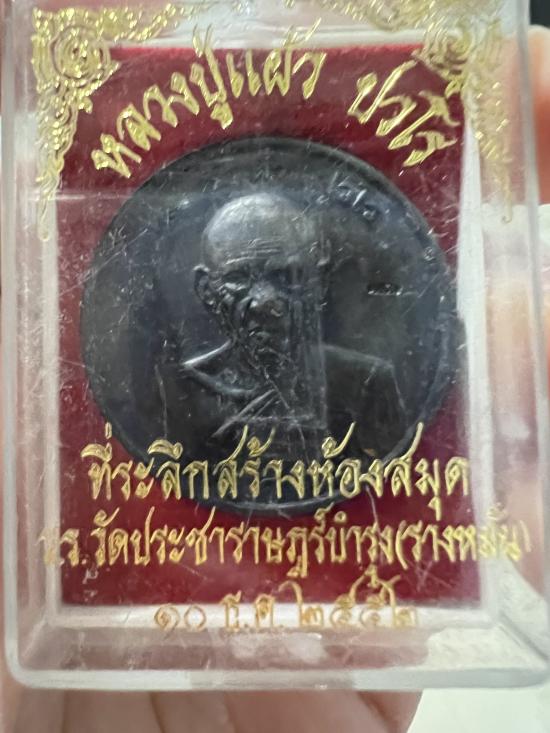 หลวงปู่แผ้ว ปวโร
ที่ระลึกสร้างห้องสมุด
รร.วัดประชาราษฎร์บำรุง(รางหมัน)
๑๐ ธ.ค. ๒๕๕๒